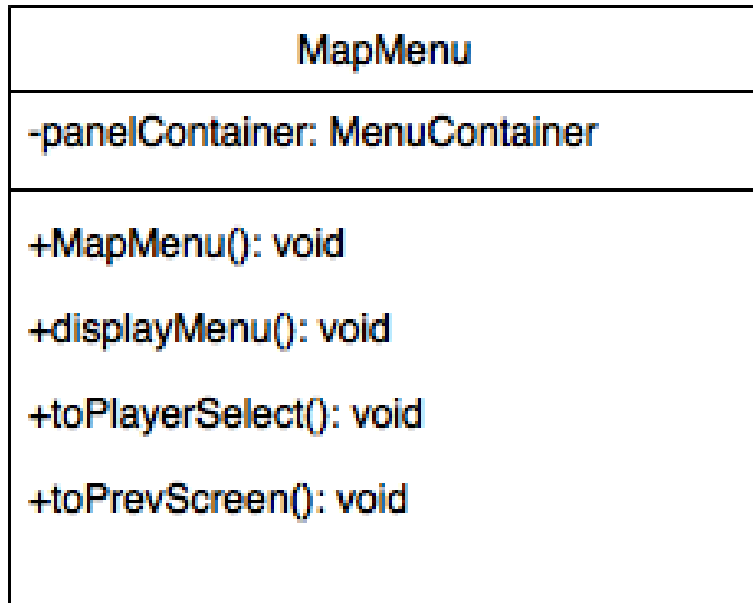 MapMenu
-panelContainer: MenuContainer
+MapMenu(): void
+displayMenu(): void
+toPlayerSelect(): void
+toPrevScreen(): void